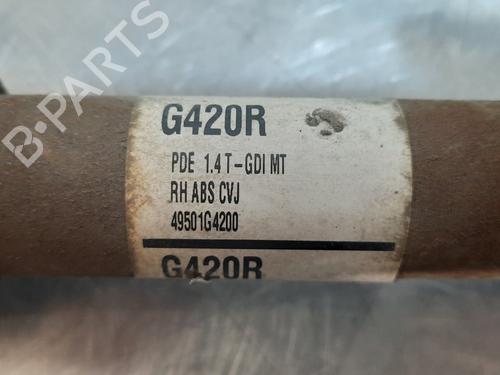 B-PARTS
G420R
PDE 1.4 T-GDI MT
RH ABS CVJ
49501G4200
G420R